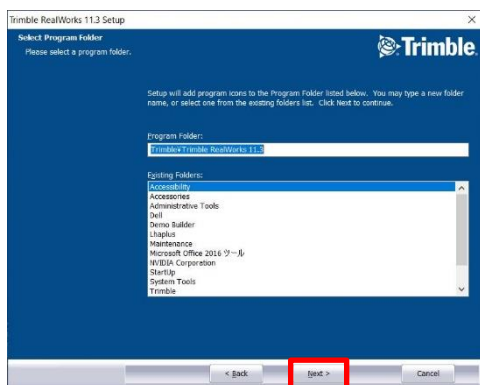 Trimble RealWorks 11.3 Setup
Select Program Folder
Please select a program folder.
Trimble.
Setup will add program icons to the Program Folder listed below. You may type a new folder
name, or select one from the existing folders list. Click Next to continue.
Program Folder:
Trimble¥Trimble RealWorks 11.3
Existing Folders:
Accessibility
Accessories
Administrative Tools
Dell
Demo Builder
Lhaplus
Maintenance
Microsoft Office 2016 ツール
NVIDIA Corporation
StartUp
System Tools
Trimble
< Back
Next >
Cancel